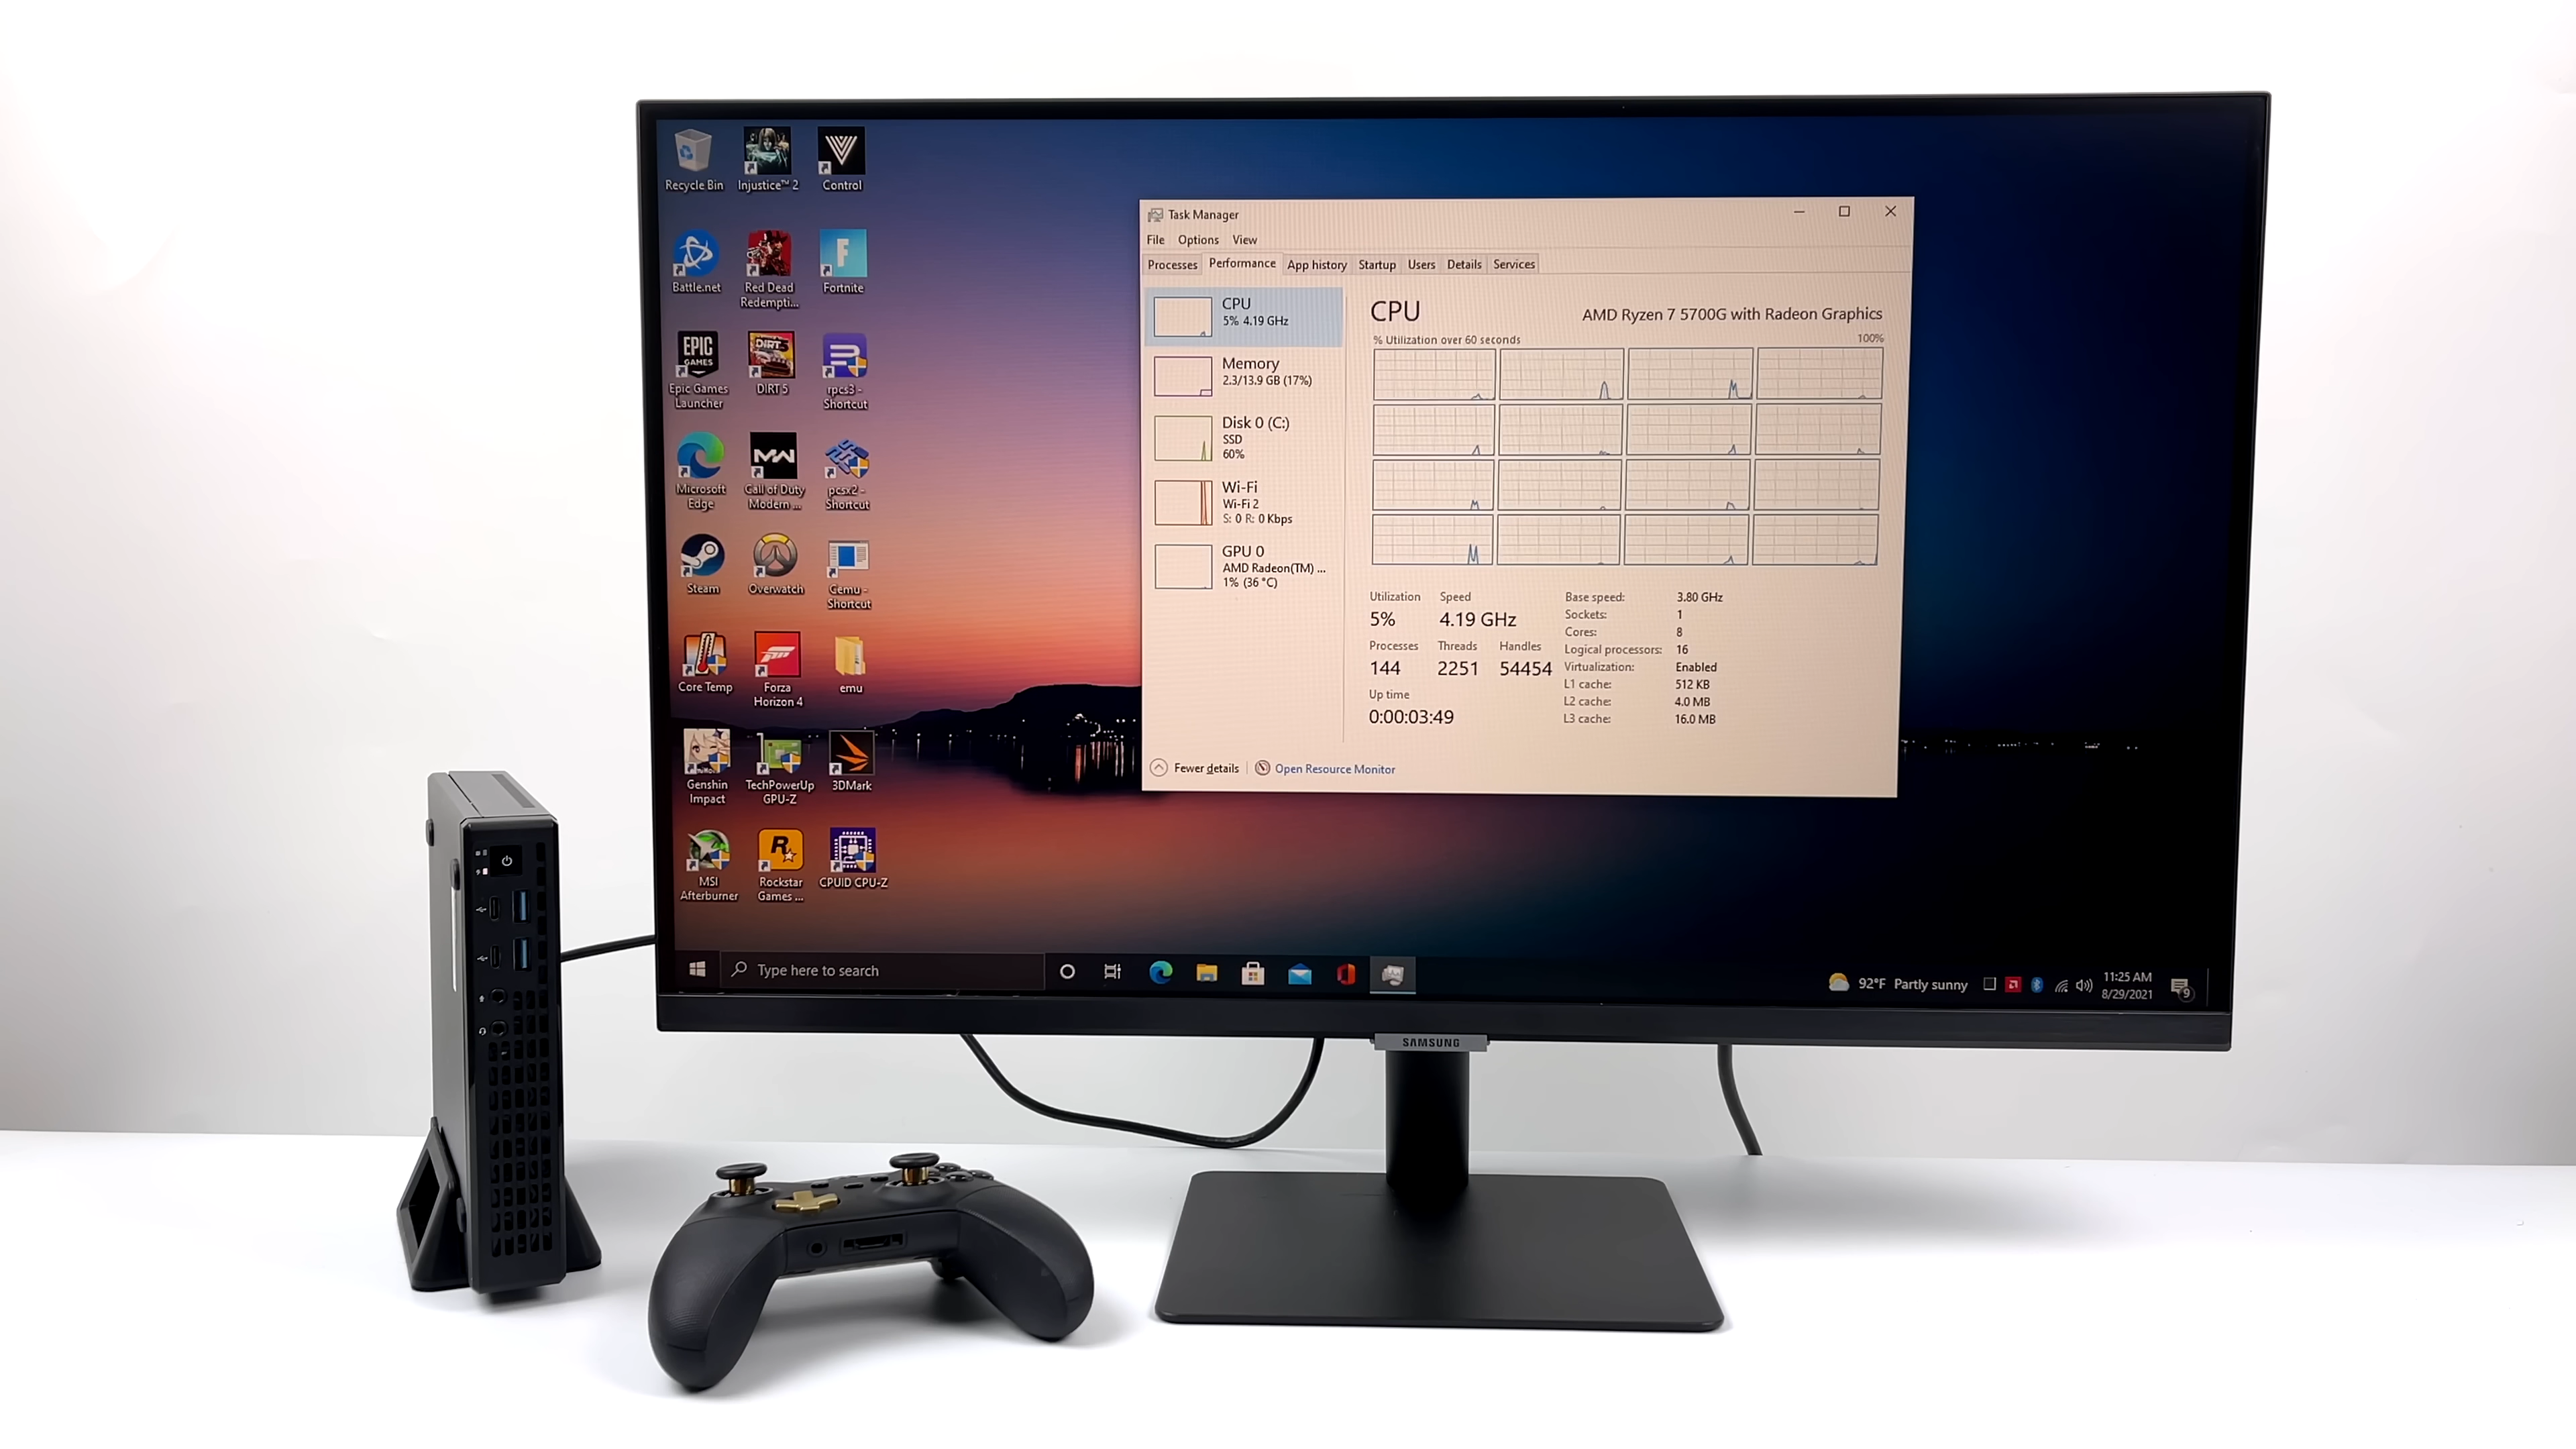 Recycle Bin
Injustice™ 2
Control
Battle.net
Red Dead
Redempti...
Fortnite
EPIC
GAMES
Epic Games
Launcher
DIRT 5
DIRT 5
rpcs3 -
Shortcut
Microsoft
Edge
MW
Call of Duty
Modern ...
pcsx2 -
Shortcut
Steam
Overwatch
Cemu -
Shortcut
Core Temp
Forza
Horizon 4
emu
Genshin
Impact
TechPowerUp
GPU-Z
3DMark
MSI
Afterburner
R
Rockstar
Games ...
CPUID CPU-Z
F
Task Manager
File Options View
Processes Performance App history Startup Users Details Services
CPU
5% 4.19 GHz
Memory
2.3/13.9 GB (17%)
Disk 0 (C:)
SSD
60%
Wi-Fi
Wi-Fi 2
S: 0 R: 0 Kbps
GPU 0
AMD Radeon(TM) ...
1% (36 °C)
CPU
AMD Ryzen 7 5700G with Radeon Graphics
% Utilization over 60 seconds
100%
Utilization Speed
5% 4.19 GHz
Processes Threads Handles
144 2251 54454
Up time
0:00:03:49
Base speed: 3.80 GHz
Sockets: 1
Cores: 8
Logical processors: 16
Virtualization: Enabled
L1 cache: 512 KB
L2 cache: 4.0 MB
L3 cache: 16.0 MB
Fewer details
Open Resource Monitor
Type here to search
92°F Partly sunny
11:25 AM
8/29/2021
9
SAMSUNG